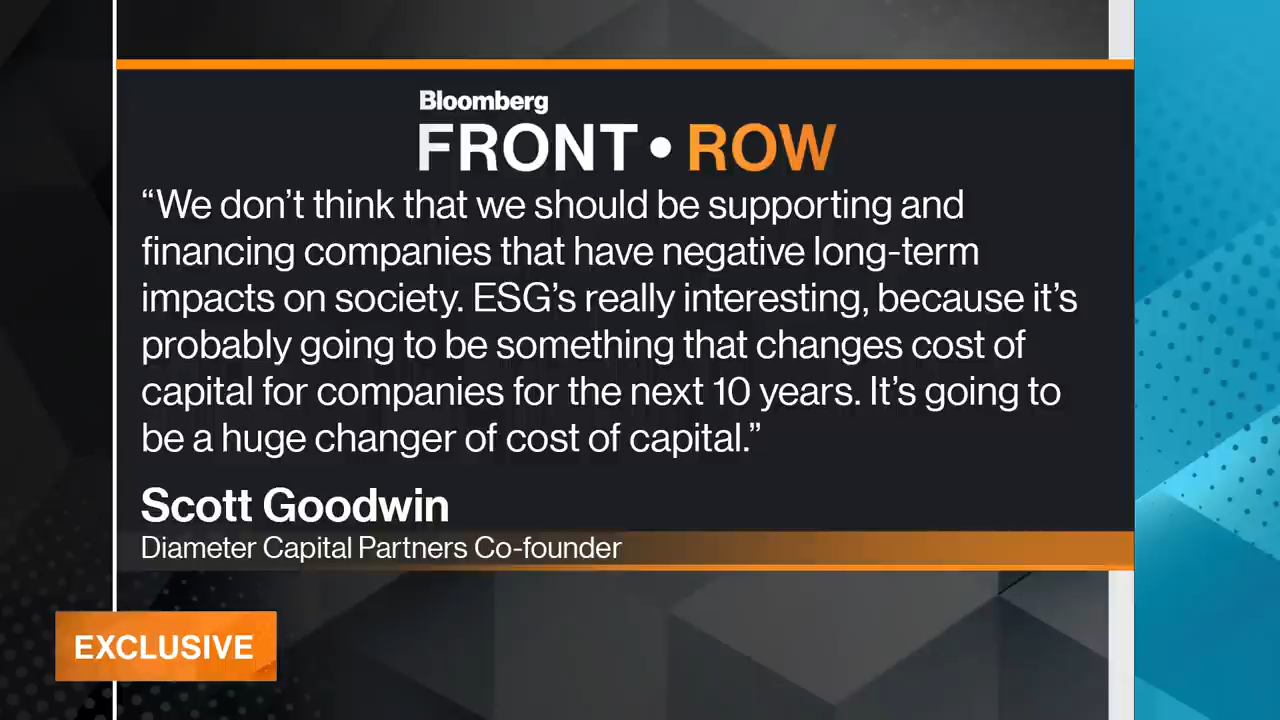 Bloomberg
FRONT • ROW
“We don’t think that we should be supporting and
financing companies that have negative long-term
impacts on society. ESG’s really interesting, because it’s
probably going to be something that changes cost of
capital for companies for the next 10 years. It’s going to
be a huge changer of cost of capital.”
Scott Goodwin
Diameter Capital Partners Co-founder
EXCLUSIVE